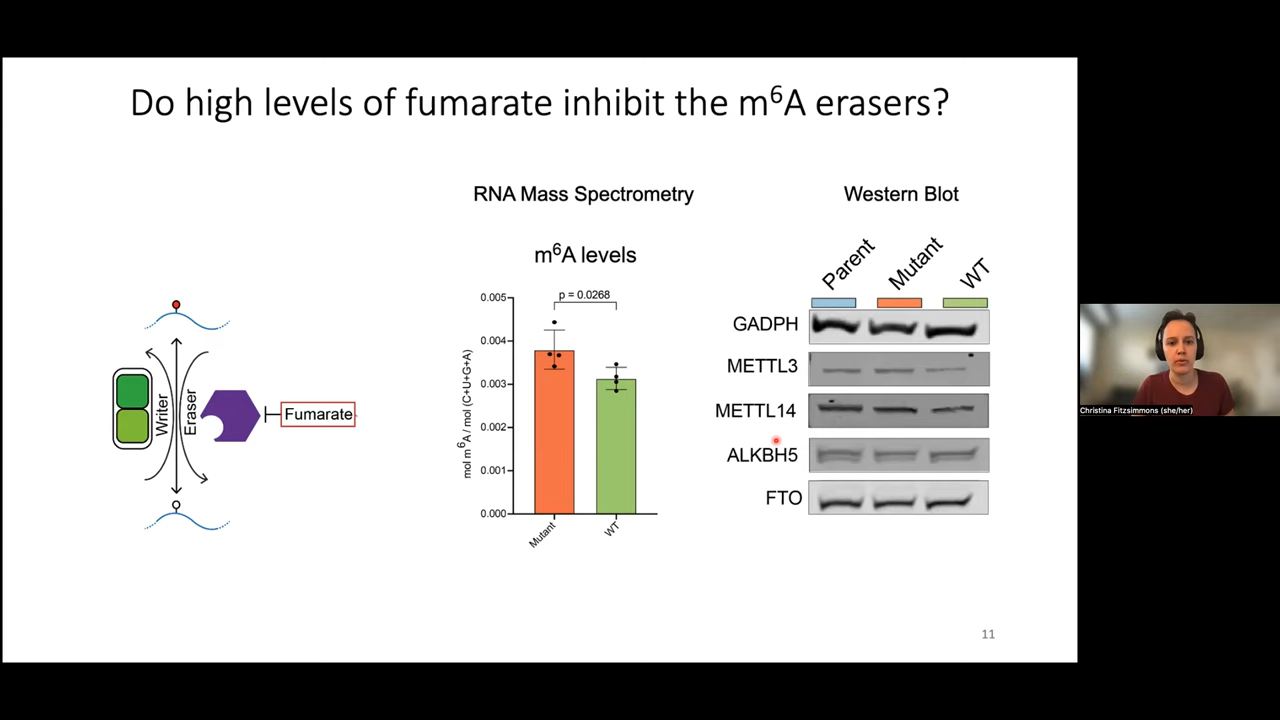 Do high levels of fumarate inhibit the m⁶A erasers?
RNA Mass Spectrometry
Western Blot
m⁶A levels
p = 0.0268
0.005
0.004
0.003
0.002
0.001
0.000
mol m⁶A / mol (C+U+G+A)
Mutant
WT
Writer
Eraser
Fumarate
Parent
Mutant
WT
GADPH
METTL3
METTL14
ALKBH5
FTO
11
Christina Fitzsimmons (she/her)